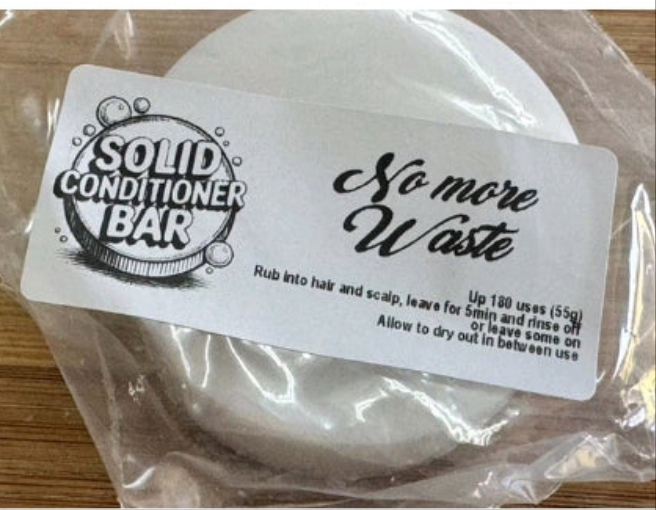 SOLID
CONDITIONER
BAR
No more
Waste
Up 180 uses (55g)
Rub into hair and scalp, leave for 5min and rinse off
or leave some on
Allow to dry out in between use